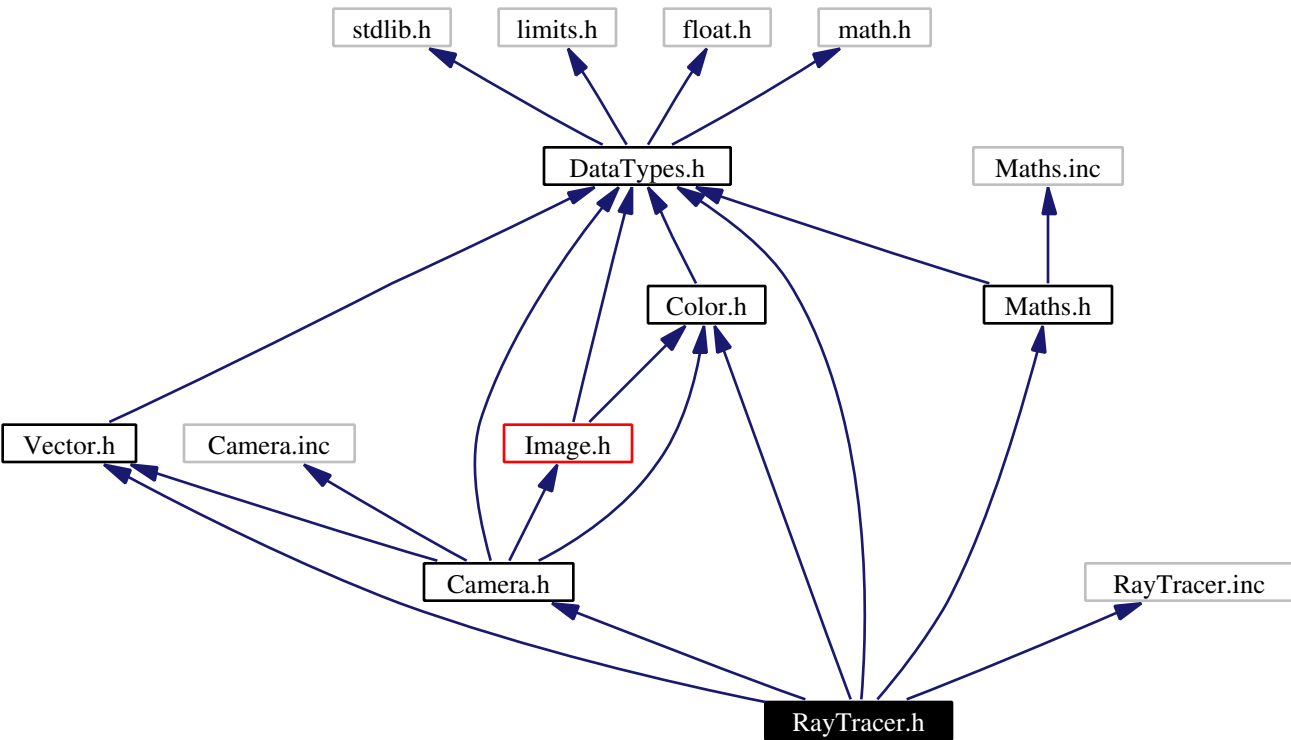 stdlib.h
limits.h
float.h
math.h
DataTypes.h
Maths.inc
Color.h
Maths.h
Vector.h
Camera.inc
Image.h
Camera.h
RayTracer.inc
RayTracer.h